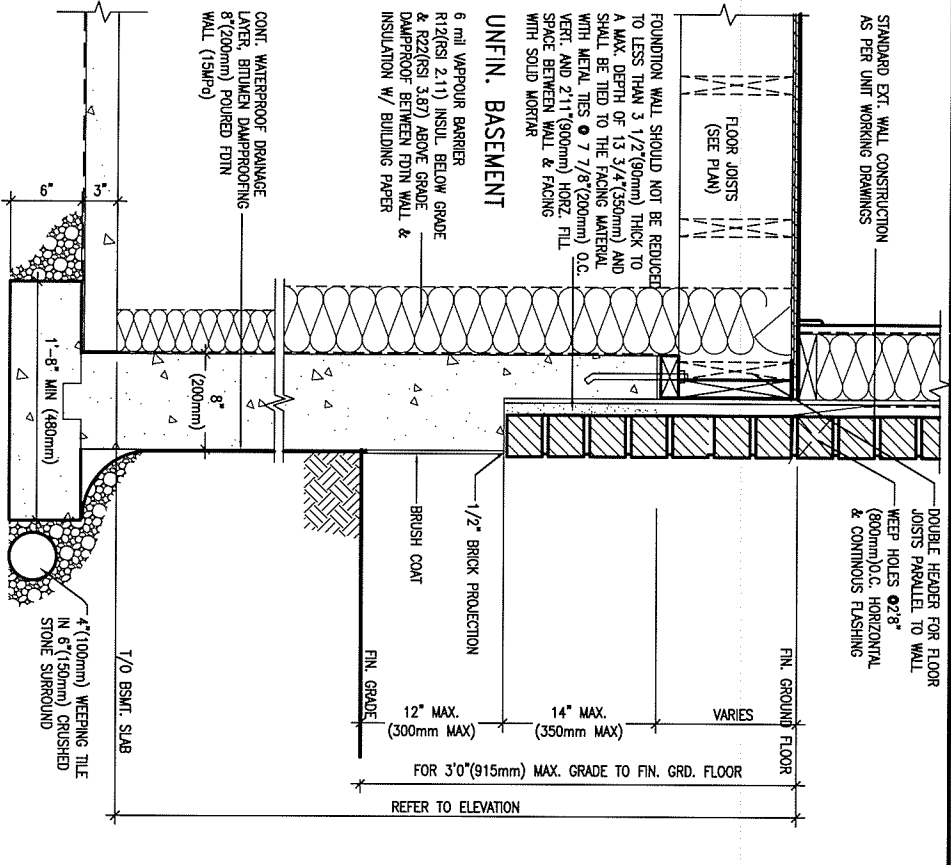 STANDARD EXT. WALL CONSTRUCTION
AS PER UNIT WORKING DRAWINGS
FLOOR JOISTS
(SEE PLAN)
FOUNDTION WALL SHOULD NOT BE REDUCED
TO LESS THAN 3 1/2"(90mm) THICK TO
A MAX. DEPTH OF 13 3/4"(350mm) AND
SHALL BE TIED TO THE FACING MATERIAL
WITH METAL TIES @ 7 7/8"(200mm) O.C.
VERT. AND 2'11"(900mm) HORZ. FILL
SPACE BETWEEN WALL & FACING
WITH SOLID MORTAR
UNFIN. BASEMENT
6 mil VAPPOUR BARRIER
R12(RSI 2.11) INSUL BELOW GRADE
& R22(RSI 3.87) ABOVE GRADE
DAMPPROOF BETWEEN FDTN WALL &
INSULATION W/ BUILDING PAPER
CONT. WATERPROOF DRAINAGE
LAYER, BITUMEN DAMPPROOFING
8"(200mm) POURED FDTN
WALL (15MPa)
6"
3"
1'-8" MIN (480mm)
8"
(200mm)
DOUBLE HEADER FOR FLOOR
JOISTS PARALLEL TO WALL
WEEP HOLES @2'8"
(800mm)O.C. HORIZONTAL
& CONTINOUS FLASHING
1/2" BRICK PROJECTION
BRUSH COAT
4"(100mm) WEEPING TILE
IN 6"(150mm) CRUSHED
STONE SURROUND
FIN. GROUND FLOOR
FIN. GRADE
T/O BSMT. SLAB
12" MAX.
(300mm MAX)
14" MAX.
(350mm MAX)
VARIES
FOR 3'0"(915mm) MAX. GRADE TO FIN. GRD. FLOOR
REFER TO ELEVATION